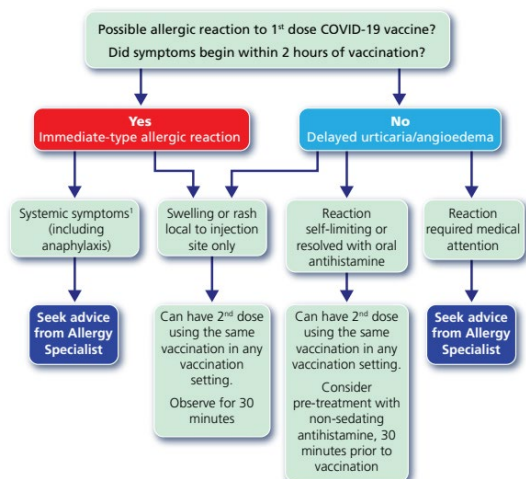 Possible allergic reaction to 1st dose COVID-19 vaccine?
Did symptoms begin within 2 hours of vaccination?
Yes
Immediate-type allergic reaction
No
Delayed urticaria/angioedema
Systemic symptoms¹
(including
anaphylaxis)
Swelling or rash
local to injection
site only
Reaction
self-limiting or
resolved with oral
antihistamine
Reaction
required medical
attention
Seek advice
from Allergy
Specialist
Can have 2nd dose
using the same
vaccination in any
vaccination
setting.
Observe for 30
minutes
Can have 2nd dose
using the same
vaccination in any
vaccination setting.
Consider
pre-treatment with
non-sedating
antihistamine, 30
minutes prior to
vaccination
Seek advice
from Allergy
Specialist